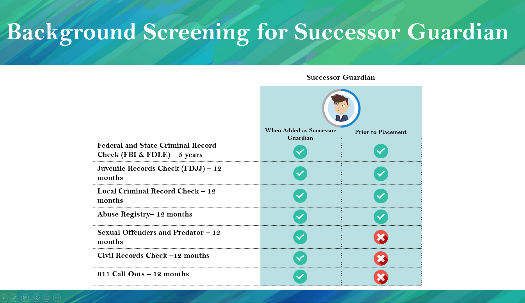 Background Screening for Successor Guardian
Successor Guardian
When Added as Successor
Guardian
Prior to Placement
Federal and State Criminal Record
Check (FBI & FDLE) – 5 years
Juvenile Records Check (FDJJ) – 12
months
Local Criminal Record Check – 12
months
Abuse Registry– 12 months
Sexual Offenders and Predator – 12
months
Civil Records Check –12 months
911 Call Outs – 12 months